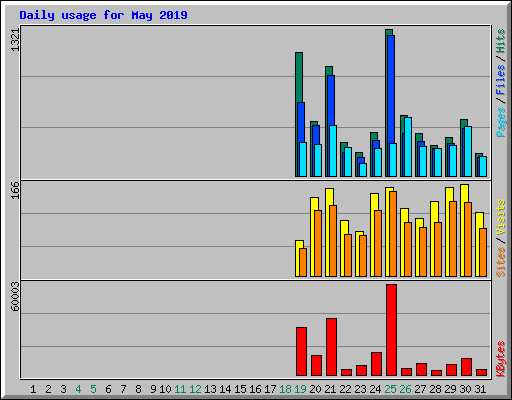 Daily usage for May 2019
1321
Pages / Files / Hits
166
Sites / Visits
60003
KBytes
1 2 3 4 5 6 7 8 9 10 11 12 13 14 15 16 17 18 19 20 21 22 23 24 25 26 27 28 29 30 31